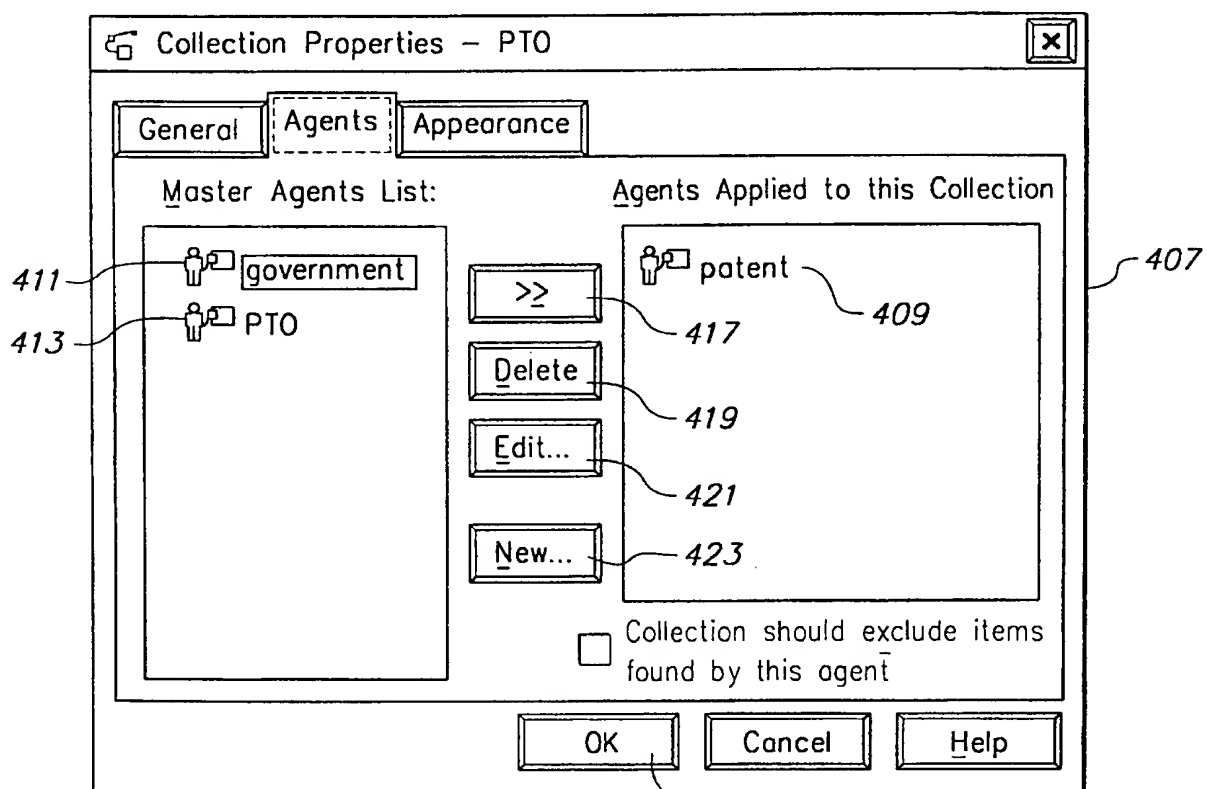 Collection Properties – PTO
General Agents Appearance
Master Agents List:
Agents Applied to this Collection
411 government
413 PTO
>>
417
patent
409
407
Delete
419
Edit...
421
New...
423
Collection should exclude items
found by this agent
OK Cancel Help